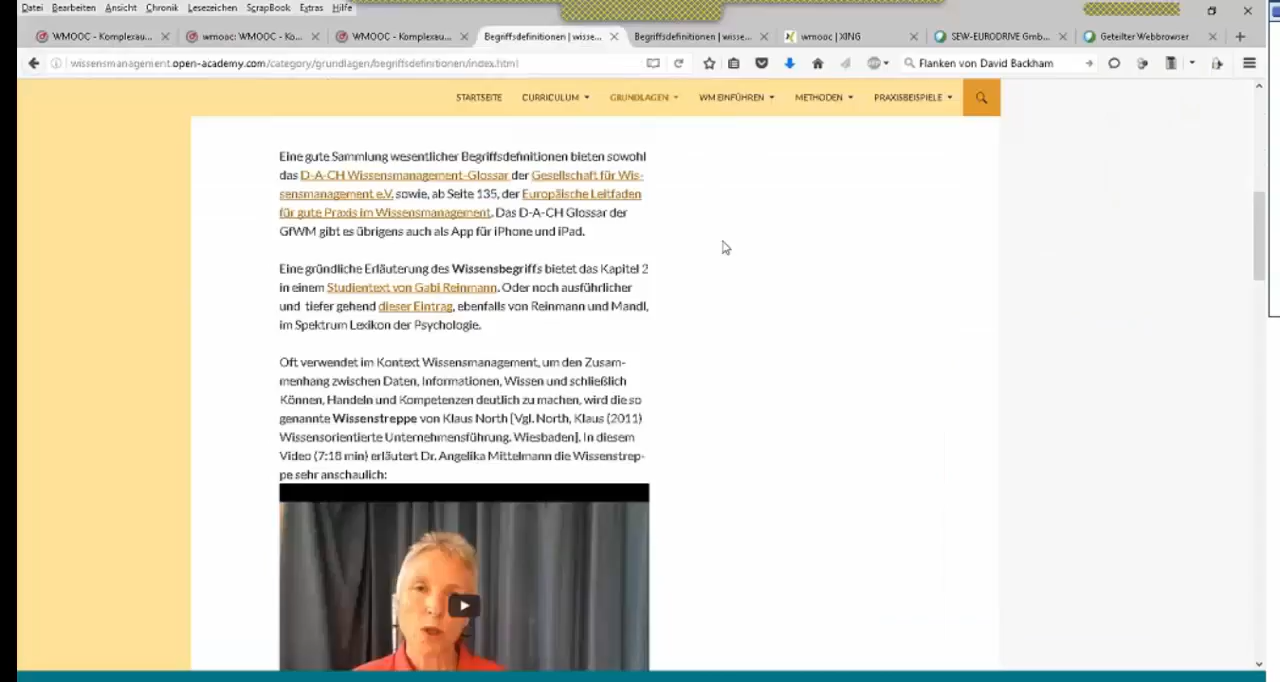 Datei Bearbeiten Ansicht Chronik Lesezeichen ScrapBook Extras Hilfe
WMOOC - Komplexrau... wmoac: WMOOC - Ko... WMOOC - Komplexrau... Begriffsdefinitionen | wisse... Begriffsdefinitionen | wisse... wmooc | XING SEW-EURODRIVE Gmb... Geteilter Webbrowser
wissensmanagement.open-academy.com/category/grundlagen/begriffsdefinitionen/index.html
Flanken von David Backham
STARTSEITE CURRICULUM GRUNDLAGEN WM EINFÜHREN METHODEN PRAXISBEISPIELE
Eine gute Sammlung wesentlicher Begriffsdefinitionen bieten sowohl
das D-A-CH Wissensmanagement-Glossar der Gesellschaft für Wis-
sensmanagement e.V. sowie, ab Seite 135, der Europäische Leitfaden
für gute Praxis im Wissensmanagement. Das D-A-CH Glossar der
GfWM gibt es übrigens auch als App für iPhone und iPad.
Eine gründliche Erläuterung des Wissensbegriffs bietet das Kapitel 2
in einem Studientext von Gabi Reinmann. Oder noch ausführlicher
und tiefer gehend dieser Eintrag, ebenfalls von Reinmann und Mandl,
im Spektrum Lexikon der Psychologie.
Oft verwendet im Kontext Wissensmanagement, um den Zusam-
menhang zwischen Daten, Informationen, Wissen und schließlich
Können, Handeln und Kompetenzen deutlich zu machen, wird die so
genannte Wissenstreppe von Klaus North [Vgl. North, Klaus (2011)
Wissensorientierte Unternehmensführung. Wiesbaden]. In diesem
Video (7:18 min) erläutert Dr. Angelika Mittelmann die Wissenstrep-
pe sehr anschaulich: